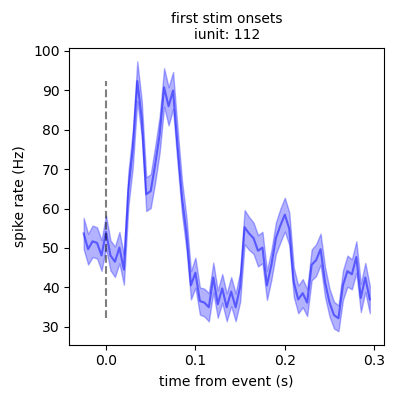 first stim onsets
iunit: 112
100
90
80
70
60
50
40
30
spike rate (Hz)
0.0 0.1 0.2 0.3
time from event (s)